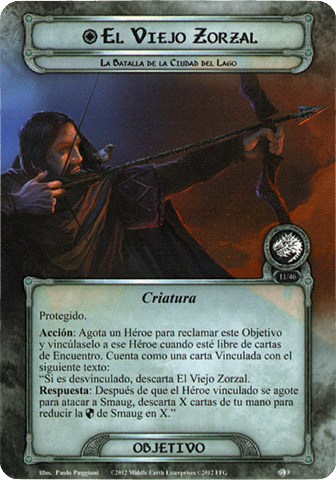 El Viejo Zorzal
La Batalla de la Ciudad del Lago
11/46
Criatura
Protegido.
Acción: Agota un Héroe para reclamar este Objetivo
y vincúlaselo a ese Héroe cuando esté libre de cartas
de Encuentro. Cuenta como una carta Vinculada con el
siguiente texto:
“Si es desvinculado, descarta El Viejo Zorzal.
Respuesta: Después de que el Héroe vinculado se agote
para atacar a Smaug, descarta X cartas de tu mano para
reducir la de Smaug en X.”
OBJETIVO
Illus. Paolo Puggioni ©2012 Middle Earth Enterprises ©2012 FFG